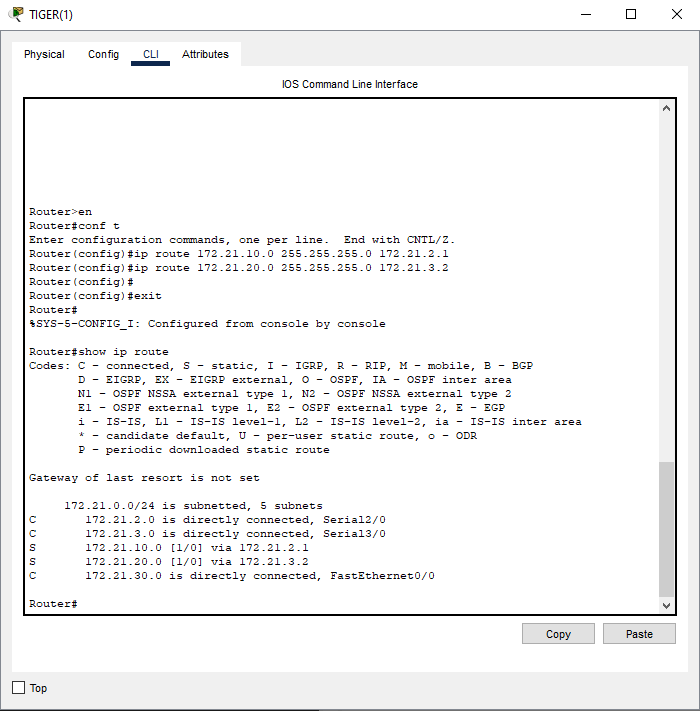 TIGER(1)
Physical Config CLI Attributes
IOS Command Line Interface
Router>en
Router#conf t
Enter configuration commands, one per line.  End with CNTL/Z.
Router(config)#ip route 172.21.10.0 255.255.255.0 172.21.2.1
Router(config)#ip route 172.21.20.0 255.255.255.0 172.21.3.2
Router(config)#
Router(config)#exit
Router#
%SYS-5-CONFIG_I: Configured from console by console
Router#show ip route
Codes: C - connected, S - static, I - IGRP, R - RIP, M - mobile, B - BGP
       D - EIGRP, EX - EIGRP external, O - OSPF, IA - OSPF inter area
       N1 - OSPF NSSA external type 1, N2 - OSPF NSSA external type 2
       E1 - OSPF external type 1, E2 - OSPF external type 2, E - EGP
       i - IS-IS, L1 - IS-IS level-1, L2 - IS-IS level-2, ia - IS-IS inter area
       * - candidate default, U - per-user static route, o - ODR
       P - periodic downloaded static route
Gateway of last resort is not set
     172.21.0.0/24 is subnetted, 5 subnets
C       172.21.2.0 is directly connected, Serial2/0
C       172.21.3.0 is directly connected, Serial3/0
S       172.21.10.0 [1/0] via 172.21.2.1
S       172.21.20.0 [1/0] via 172.21.3.2
C       172.21.30.0 is directly connected, FastEthernet0/0
Router#
Copy Paste
Top